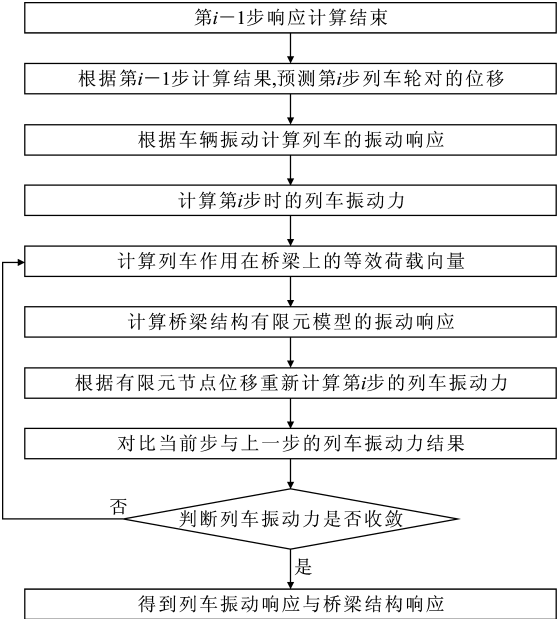 第i-1步响应计算结束
根据第i-1步计算结果,预测第i步列车轮对的位移
根据车辆振动计算列车的振动响应
计算第i步时的列车振动力
计算列车作用在桥梁上的等效荷载向量
计算桥梁结构有限元模型的振动响应
根据有限元节点位移重新计算第i步的列车振动力
对比当前步与上一步的列车振动力结果
否
判断列车振动力是否收敛
是
得到列车振动响应与桥梁结构响应